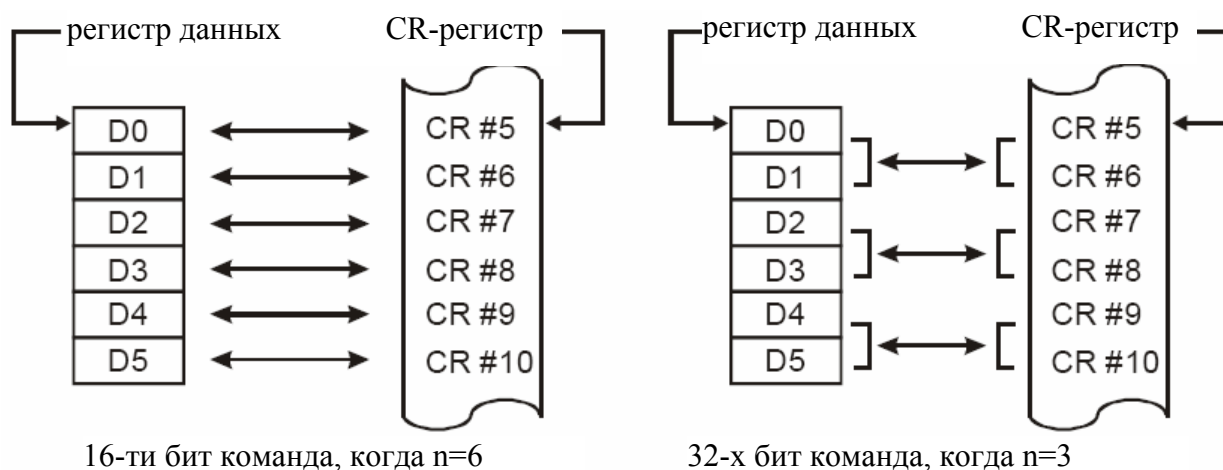 регистр данных CR-регистр регистр данных CR-регистр
D0 CR #5 D0 CR #5
D1 CR #6 D1 CR #6
D2 CR #7 D2 CR #7
D3 CR #8 D3 CR #8
D4 CR #9 D4 CR #9
D5 CR #10 D5 CR #10
16-ти бит команда, когда n=6 32-х бит команда, когда n=3